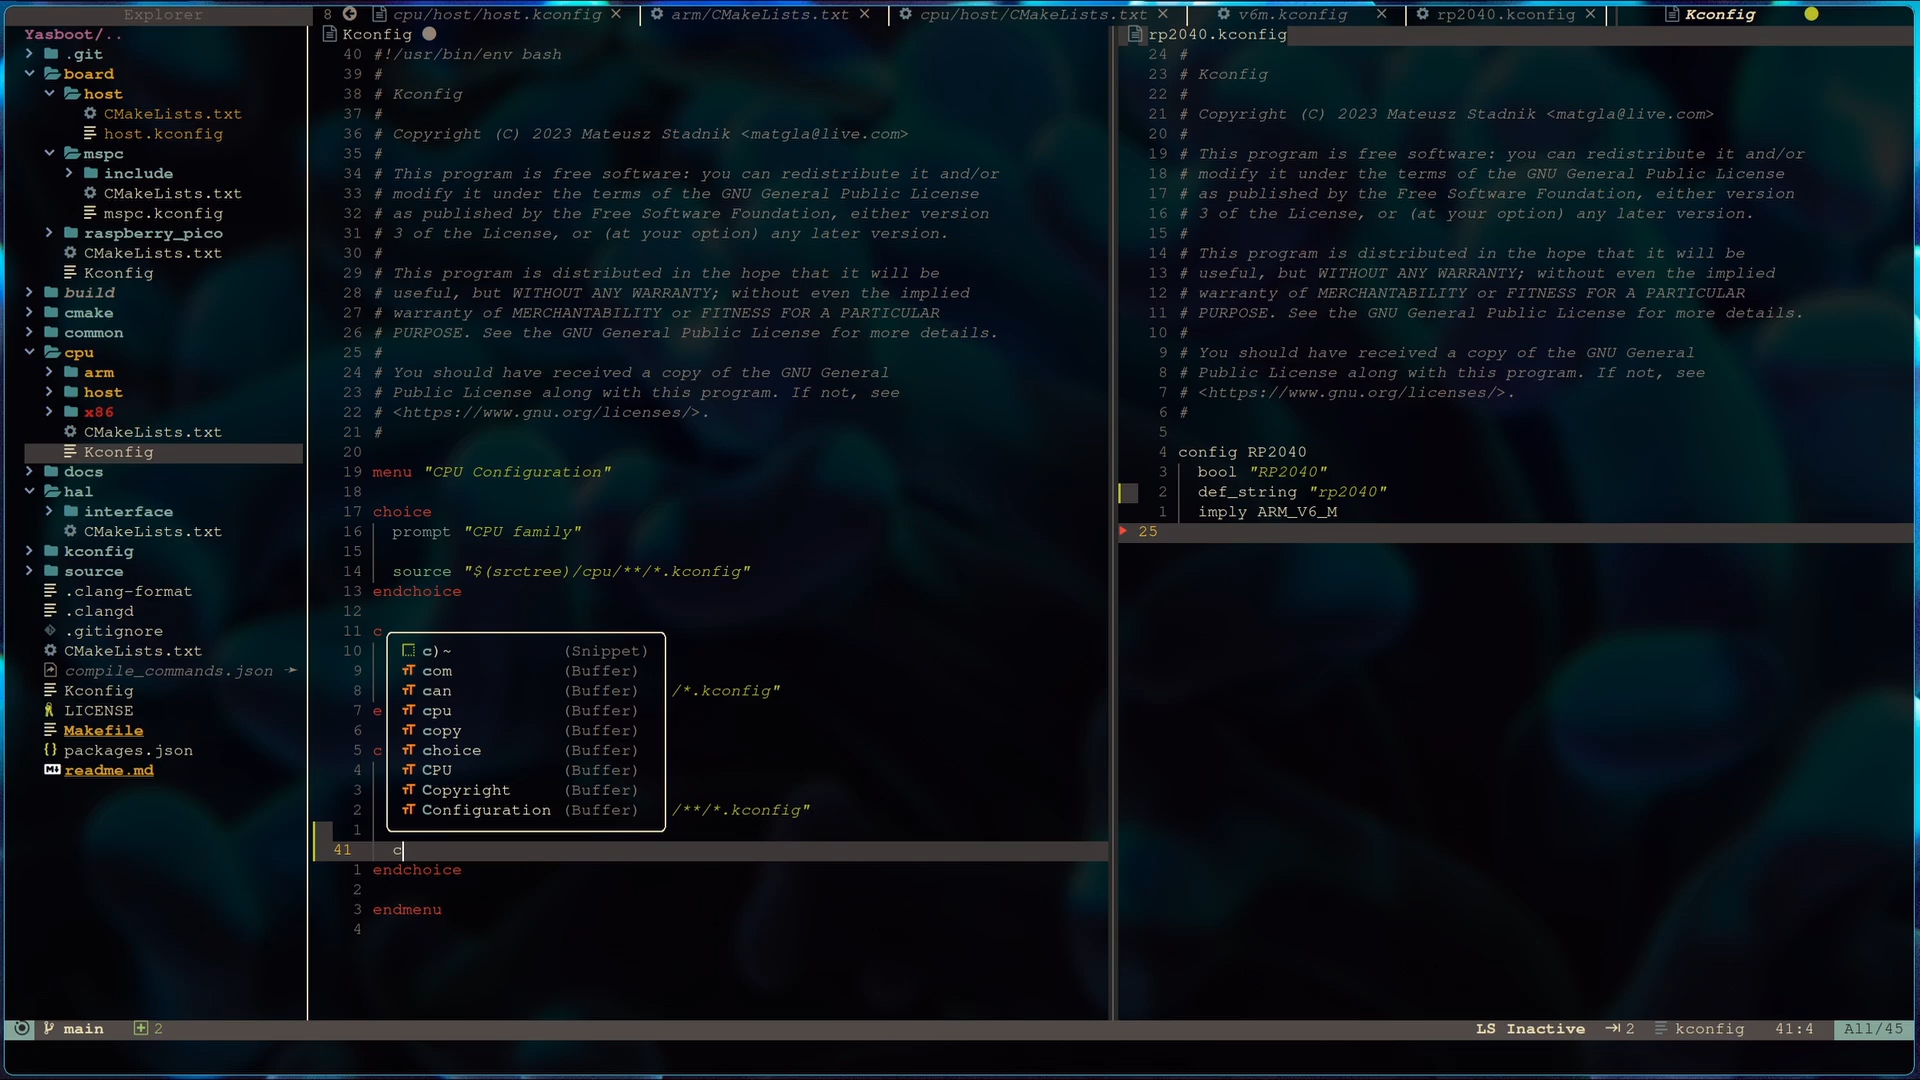 Explorer
8 cpu/host/host.kconfig × arm/CMakeLists.txt × cpu/host/CMakeLists.txt × v6m.kconfig × rp2040.kconfig × Kconfig
Yasboot/..
.git
board
host
CMakeLists.txt
host.kconfig
mspc
include
CMakeLists.txt
mspc.kconfig
raspberry_pico
CMakeLists.txt
Kconfig
build
cmake
common
cpu
arm
host
x86
CMakeLists.txt
Kconfig
docs
hal
interface
CMakeLists.txt
kconfig
source
.clang-format
.clangd
.gitignore
CMakeLists.txt
compile_commands.json →
Kconfig
LICENSE
Makefile
{} packages.json
readme.md
Kconfig
40 #!/usr/bin/env bash
39 #
38 # Kconfig
37 #
36 # Copyright (C) 2023 Mateusz Stadnik <matgla@live.com>
35 #
34 # This program is free software: you can redistribute it and/or
33 # modify it under the terms of the GNU General Public License
32 # as published by the Free Software Foundation, either version
31 # 3 of the License, or (at your option) any later version.
30 #
29 # This program is distributed in the hope that it will be
28 # useful, but WITHOUT ANY WARRANTY; without even the implied
27 # warranty of MERCHANTABILITY or FITNESS FOR A PARTICULAR
26 # PURPOSE. See the GNU General Public License for more details.
25 #
24 # You should have received a copy of the GNU General
23 # Public License along with this program. If not, see
22 # <https://www.gnu.org/licenses/>.
21 #
20
19 menu "CPU Configuration"
18
17 choice
16 prompt "CPU family"
15
14 source "$(srctree)/cpu/**/*.kconfig"
13 endchoice
12
11 c
10 c)~ (Snippet)
9 com (Buffer)
8 can (Buffer) /*.kconfig"
7 e cpu (Buffer)
6 copy (Buffer)
5 c choice (Buffer)
4 CPU (Buffer)
3 Copyright (Buffer)
2 Configuration (Buffer) /**/*.kconfig"
1
41 c
1 endchoice
2
3 endmenu
4
rp2040.kconfig
24 #
23 # Kconfig
22 #
21 # Copyright (C) 2023 Mateusz Stadnik <matgla@live.com>
20 #
19 # This program is free software: you can redistribute it and/or
18 # modify it under the terms of the GNU General Public License
17 # as published by the Free Software Foundation, either version
16 # 3 of the License, or (at your option) any later version.
15 #
14 # This program is distributed in the hope that it will be
13 # useful, but WITHOUT ANY WARRANTY; without even the implied
12 # warranty of MERCHANTABILITY or FITNESS FOR A PARTICULAR
11 # PURPOSE. See the GNU General Public License for more details.
10 #
9 # You should have received a copy of the GNU General
8 # Public License along with this program. If not, see
7 # <https://www.gnu.org/licenses/>.
6 #
5
4 config RP2040
3 bool "RP2040"
2 def_string "rp2040"
1 imply ARM_V6_M
25
main 2 LS Inactive 2 kconfig 41:4 All/45